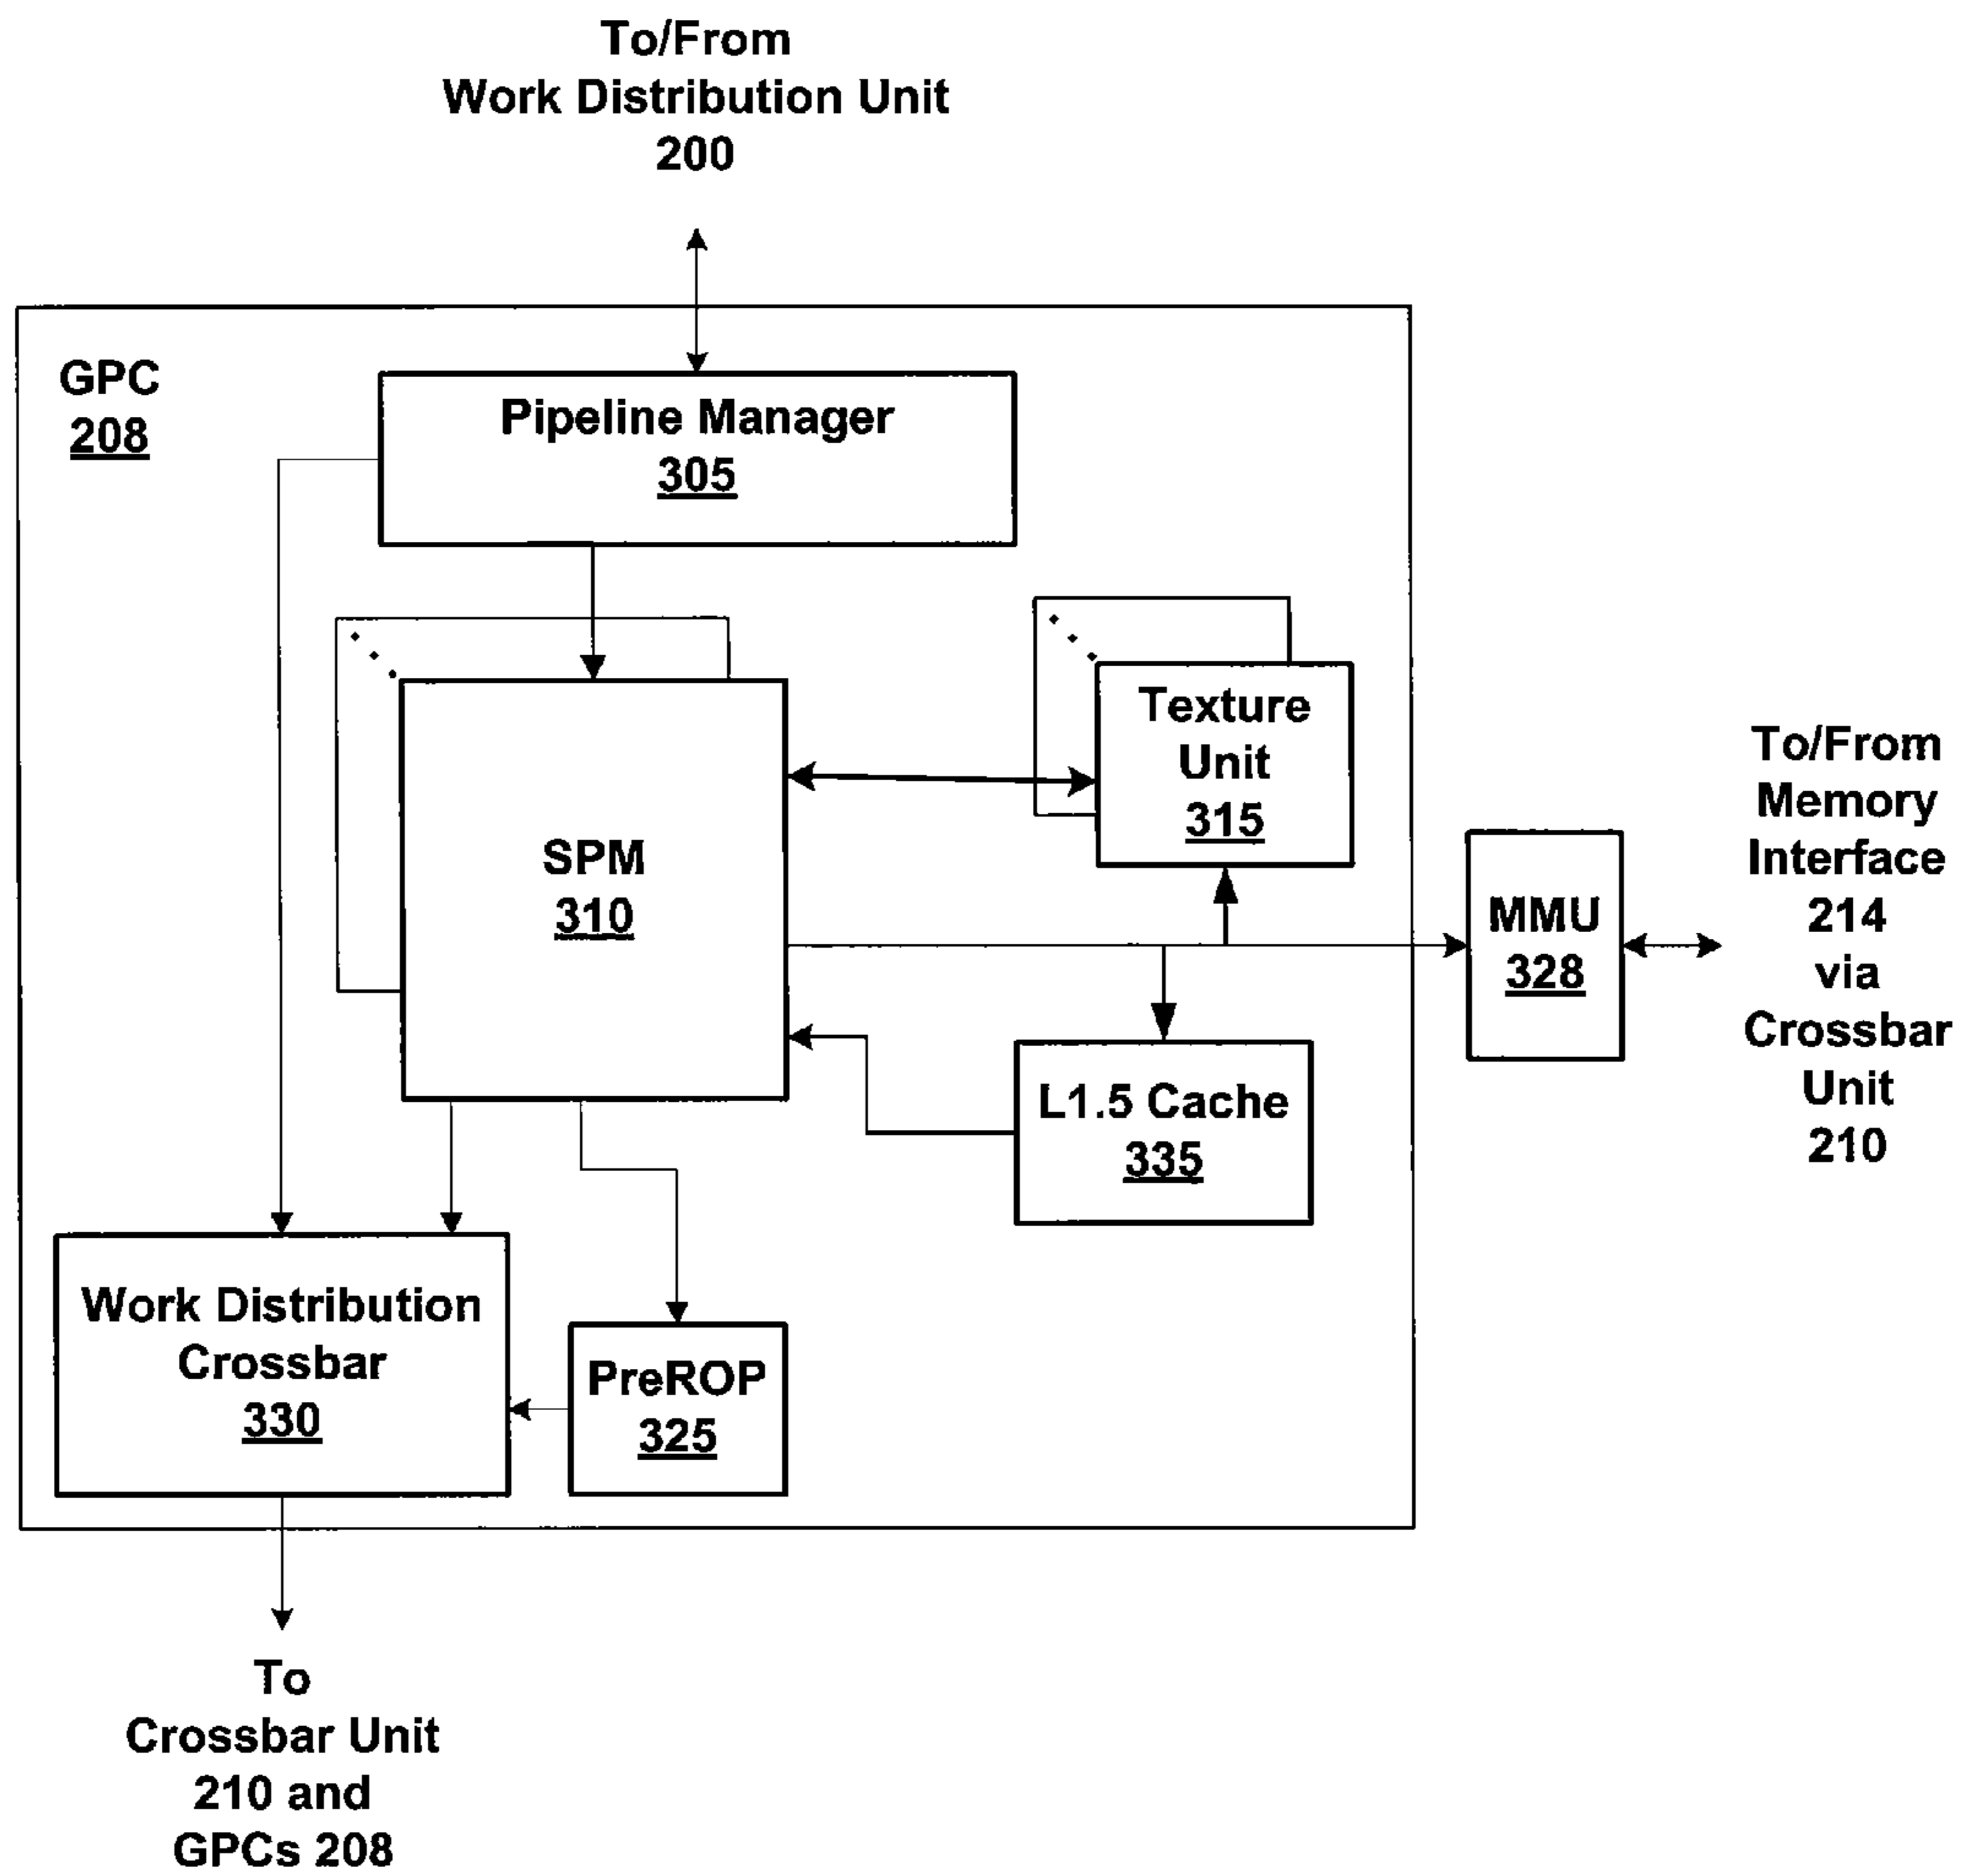 To/From
Work Distribution Unit
200
GPC
208
Pipeline Manager
305
Texture
Unit
315
SPM
310
MMU
328
To/From
Memory
Interface
214
via
Crossbar
Unit
210
L1.5 Cache
335
Work Distribution
Crossbar
330
PreROP
325
To
Crossbar Unit
210 and
GPCs 208